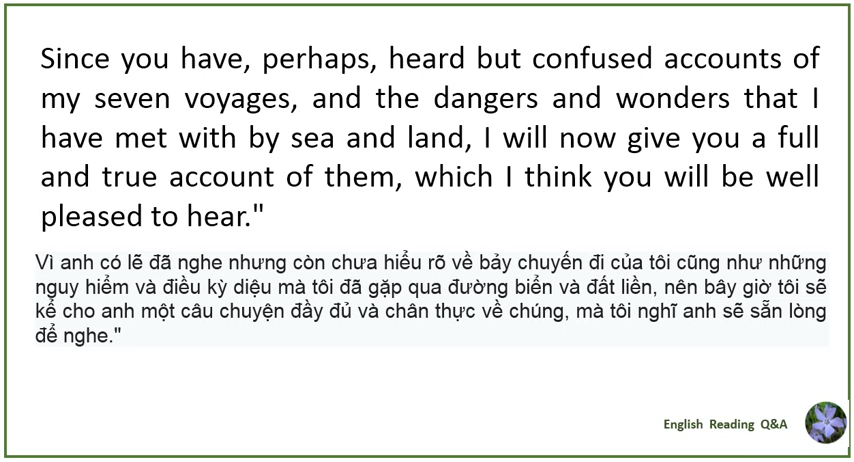 Since you have, perhaps, heard but confused accounts of
my seven voyages, and the dangers and wonders that I
have met with by sea and land, I will now give you a full
and true account of them, which I think you will be well
pleased to hear."
Vì anh có lẽ đã nghe nhưng còn chưa hiểu rõ về bảy chuyến đi của tôi cũng như những
nguy hiểm và điều kỳ diệu mà tôi đã gặp qua đường biển và đất liền, nên bây giờ tôi sẽ
kể cho anh một câu chuyện đầy đủ và chân thực về chúng, mà tôi nghĩ anh sẽ sẵn lòng
để nghe."
English Reading Q&A